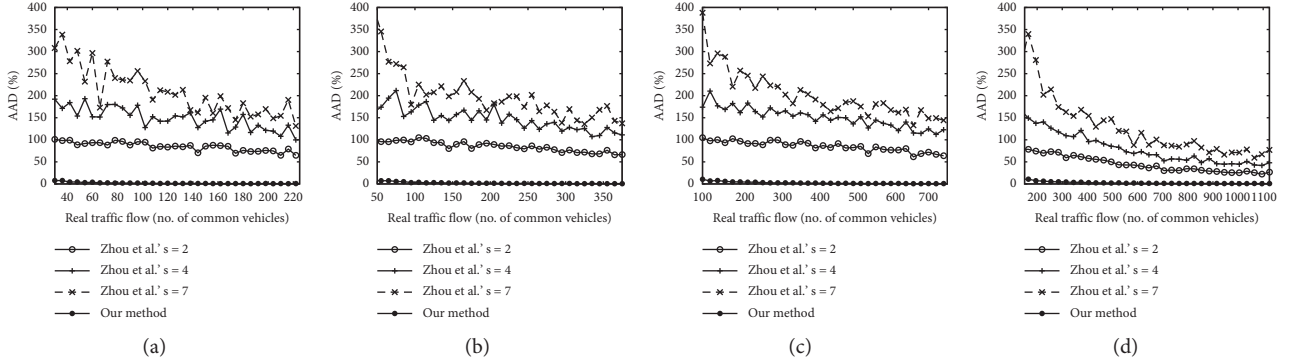 400
350
300
250
200
150
100
50
0
AAD (%)
40 60 80 100 120 140 160 180 200 220
Real traffic flow (no. of common vehicles)
Zhou et al.’ s = 2
Zhou et al.’ s = 4
Zhou et al.’ s = 7
Our method
(a)
400
350
300
250
200
150
100
50
0
AAD (%)
50 100 150 200 250 300 350
Real traffic flow (no. of common vehicles)
Zhou et al.’ s = 2
Zhou et al.’ s = 4
Zhou et al.’ s = 7
Our method
(b)
400
350
300
250
200
150
100
50
0
AAD (%)
100 200 300 400 500 600 700
Real traffic flow (no. of common vehicles)
Zhou et al.’ s = 2
Zhou et al.’ s = 4
Zhou et al.’ s = 7
Our method
(c)
400
350
300
250
200
150
100
50
0
AAD (%)
200 300 400 500 600 700 800 900 1000 1100
Real traffic flow (no. of common vehicles)
Zhou et al.’ s = 2
Zhou et al.’ s = 4
Zhou et al.’ s = 7
Our method
(d)